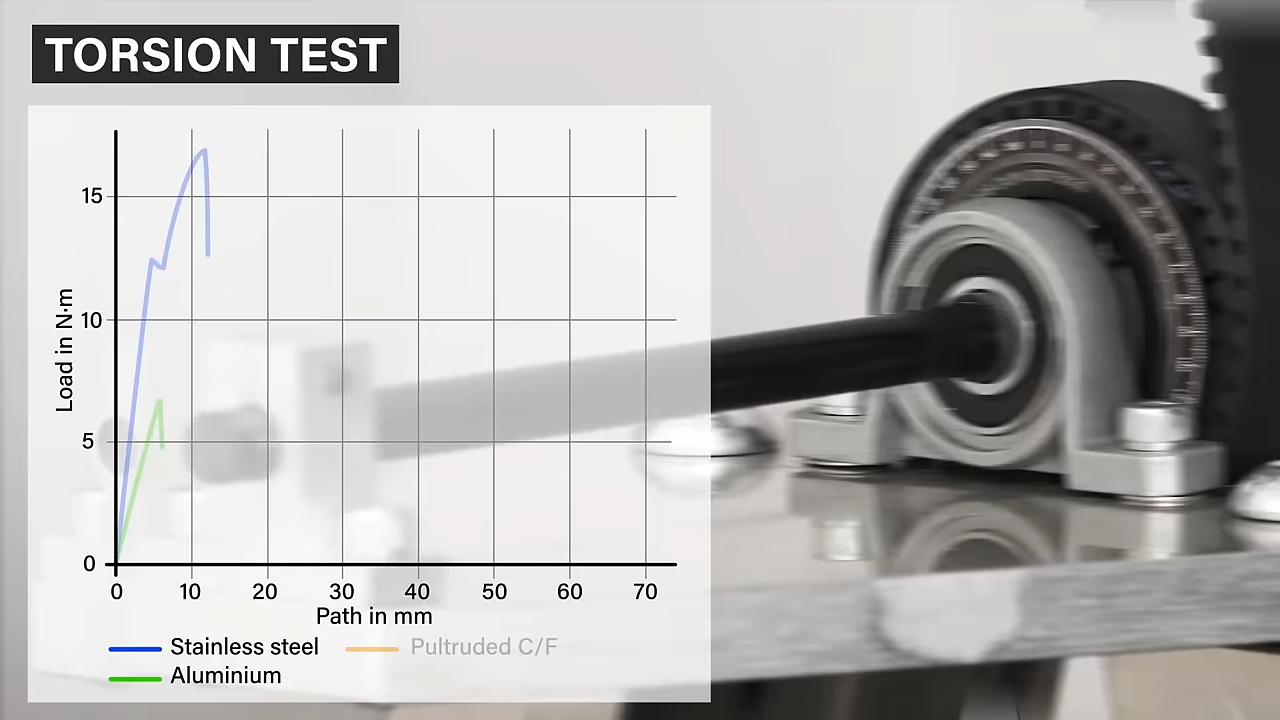 TORSION TEST
15
10
5
0
Load in N·m
0 10 20 30 40 50 60 70
Path in mm
Stainless steel Pultruded C/F
Aluminium